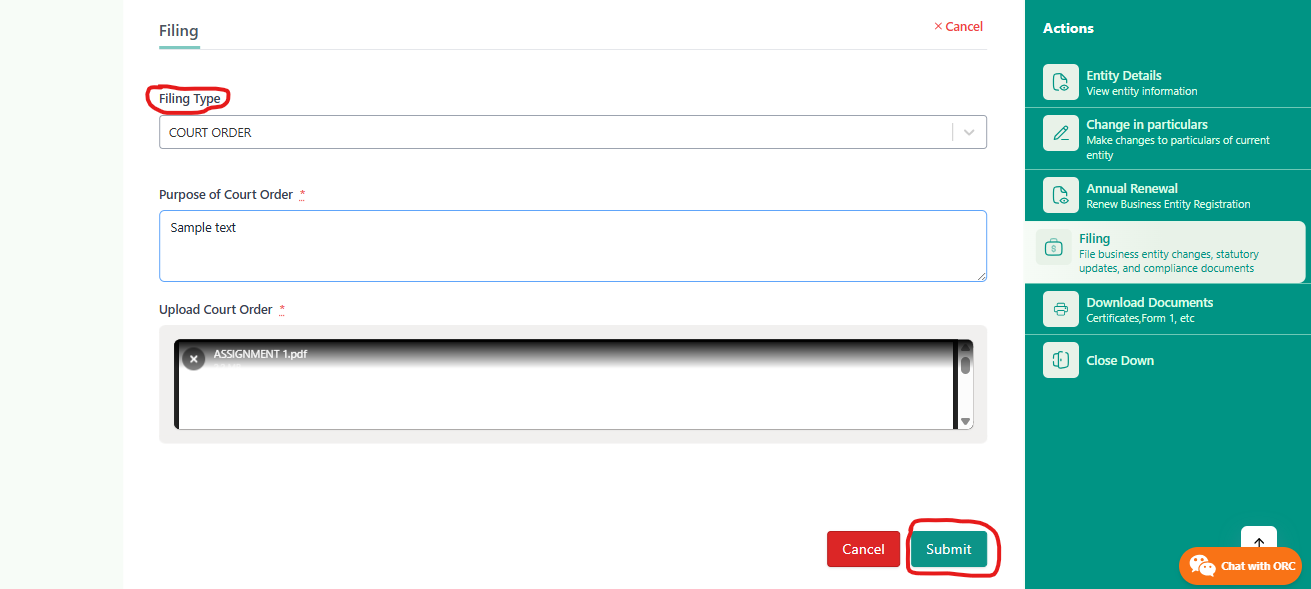 Filing
× Cancel
Filing Type
COURT ORDER
Purpose of Court Order *
Sample text
Upload Court Order *
ASSIGNMENT 1.pdf
Cancel
Submit
Actions
Entity Details
View entity information
Change in particulars
Make changes to particulars of current
entity
Annual Renewal
Renew Business Entity Registration
Filing
File business entity changes, statutory
updates, and compliance documents
Download Documents
Certificates,Form 1, etc
Close Down
Chat with ORC